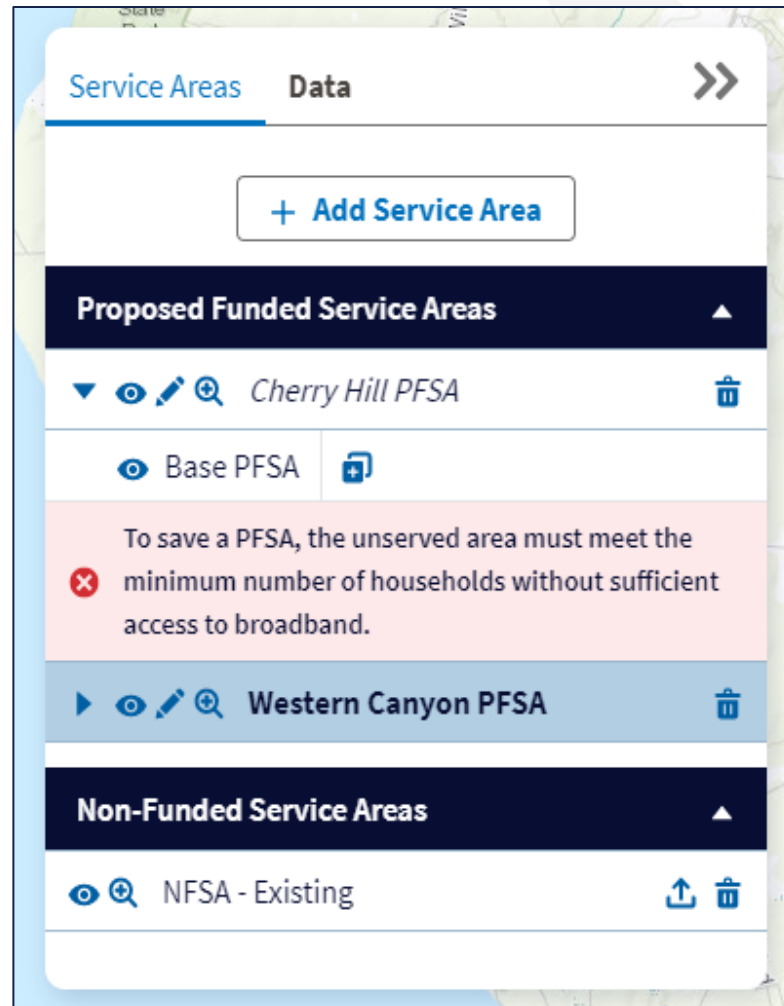 State
Service Areas Data
+ Add Service Area
Proposed Funded Service Areas
Cherry Hill PFSA
Base PFSA
To save a PFSA, the unserved area must meet the
minimum number of households without sufficient
access to broadband.
Western Canyon PFSA
Non-Funded Service Areas
NFSA - Existing